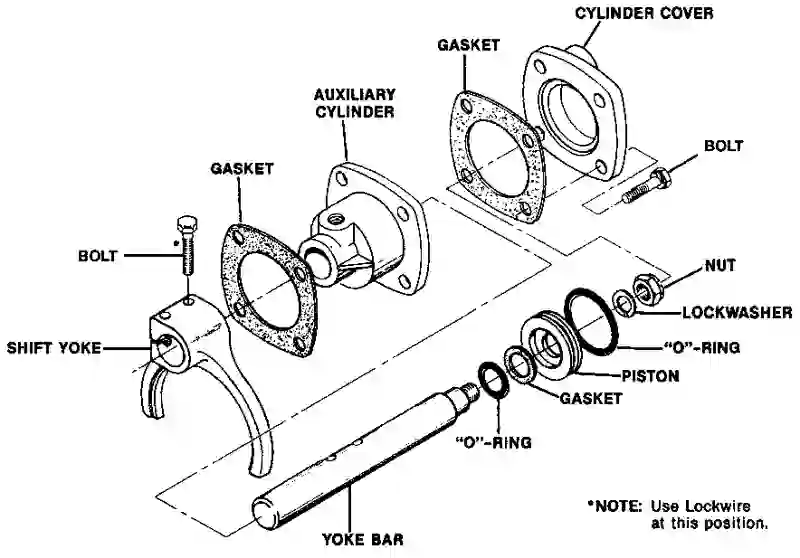 CYLINDER COVER
GASKET
AUXILIARY
CYLINDER
BOLT
GASKET
*
BOLT
NUT
LOCKWASHER
SHIFT YOKE
"O"-RING
PISTON
GASKET
"O"-RING
*NOTE: Use Lockwire
at this position.
YOKE BAR